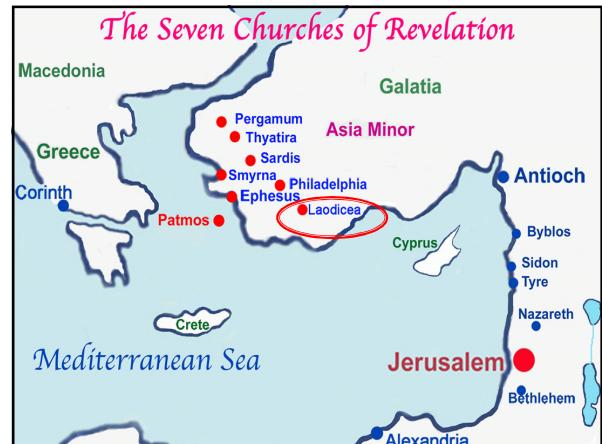 The Seven Churches of Revelation
Macedonia
Galatia
Pergamum
Thyatira
Asia Minor
Greece
Sardis
Smyrna
Philadelphia
Antioch
Corinth
Ephesus
Laodicea
Patmos
Byblos
Cyprus
Sidon
Tyre
Nazareth
Crete
Mediterranean Sea
Jerusalem
Bethlehem
Alexandria